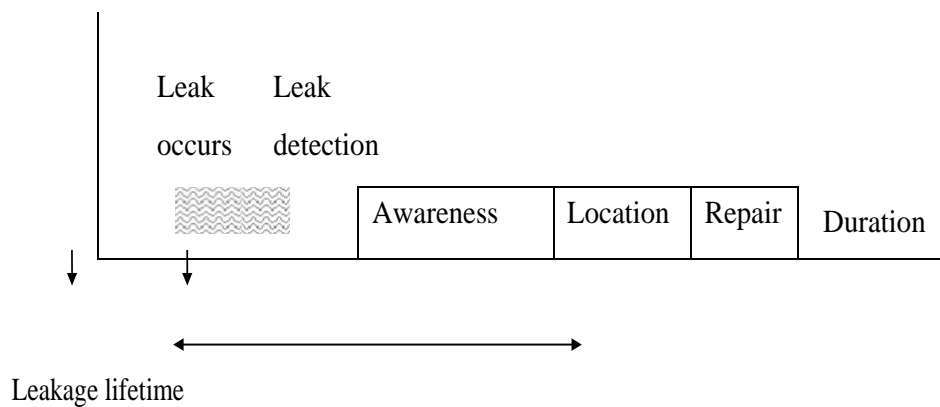 Leak Leak
occurs detection
Awareness Location Repair Duration
Leakage lifetime